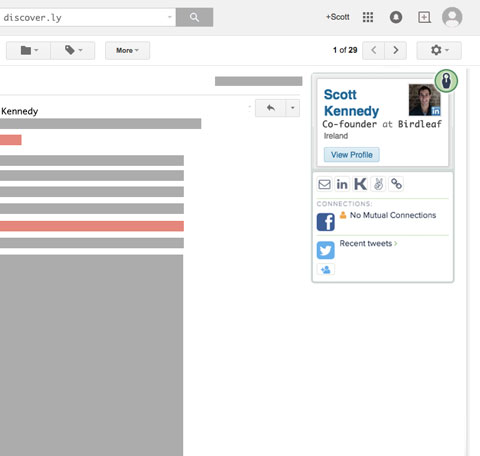 discover.ly
+Scott
More
1 of 29
Kennedy
Scott
Kennedy
in
Co-founder at Birdleaf
Ireland
View Profile
in
CONNECTIONS:
f
No Mutual Connections
Recent tweets >